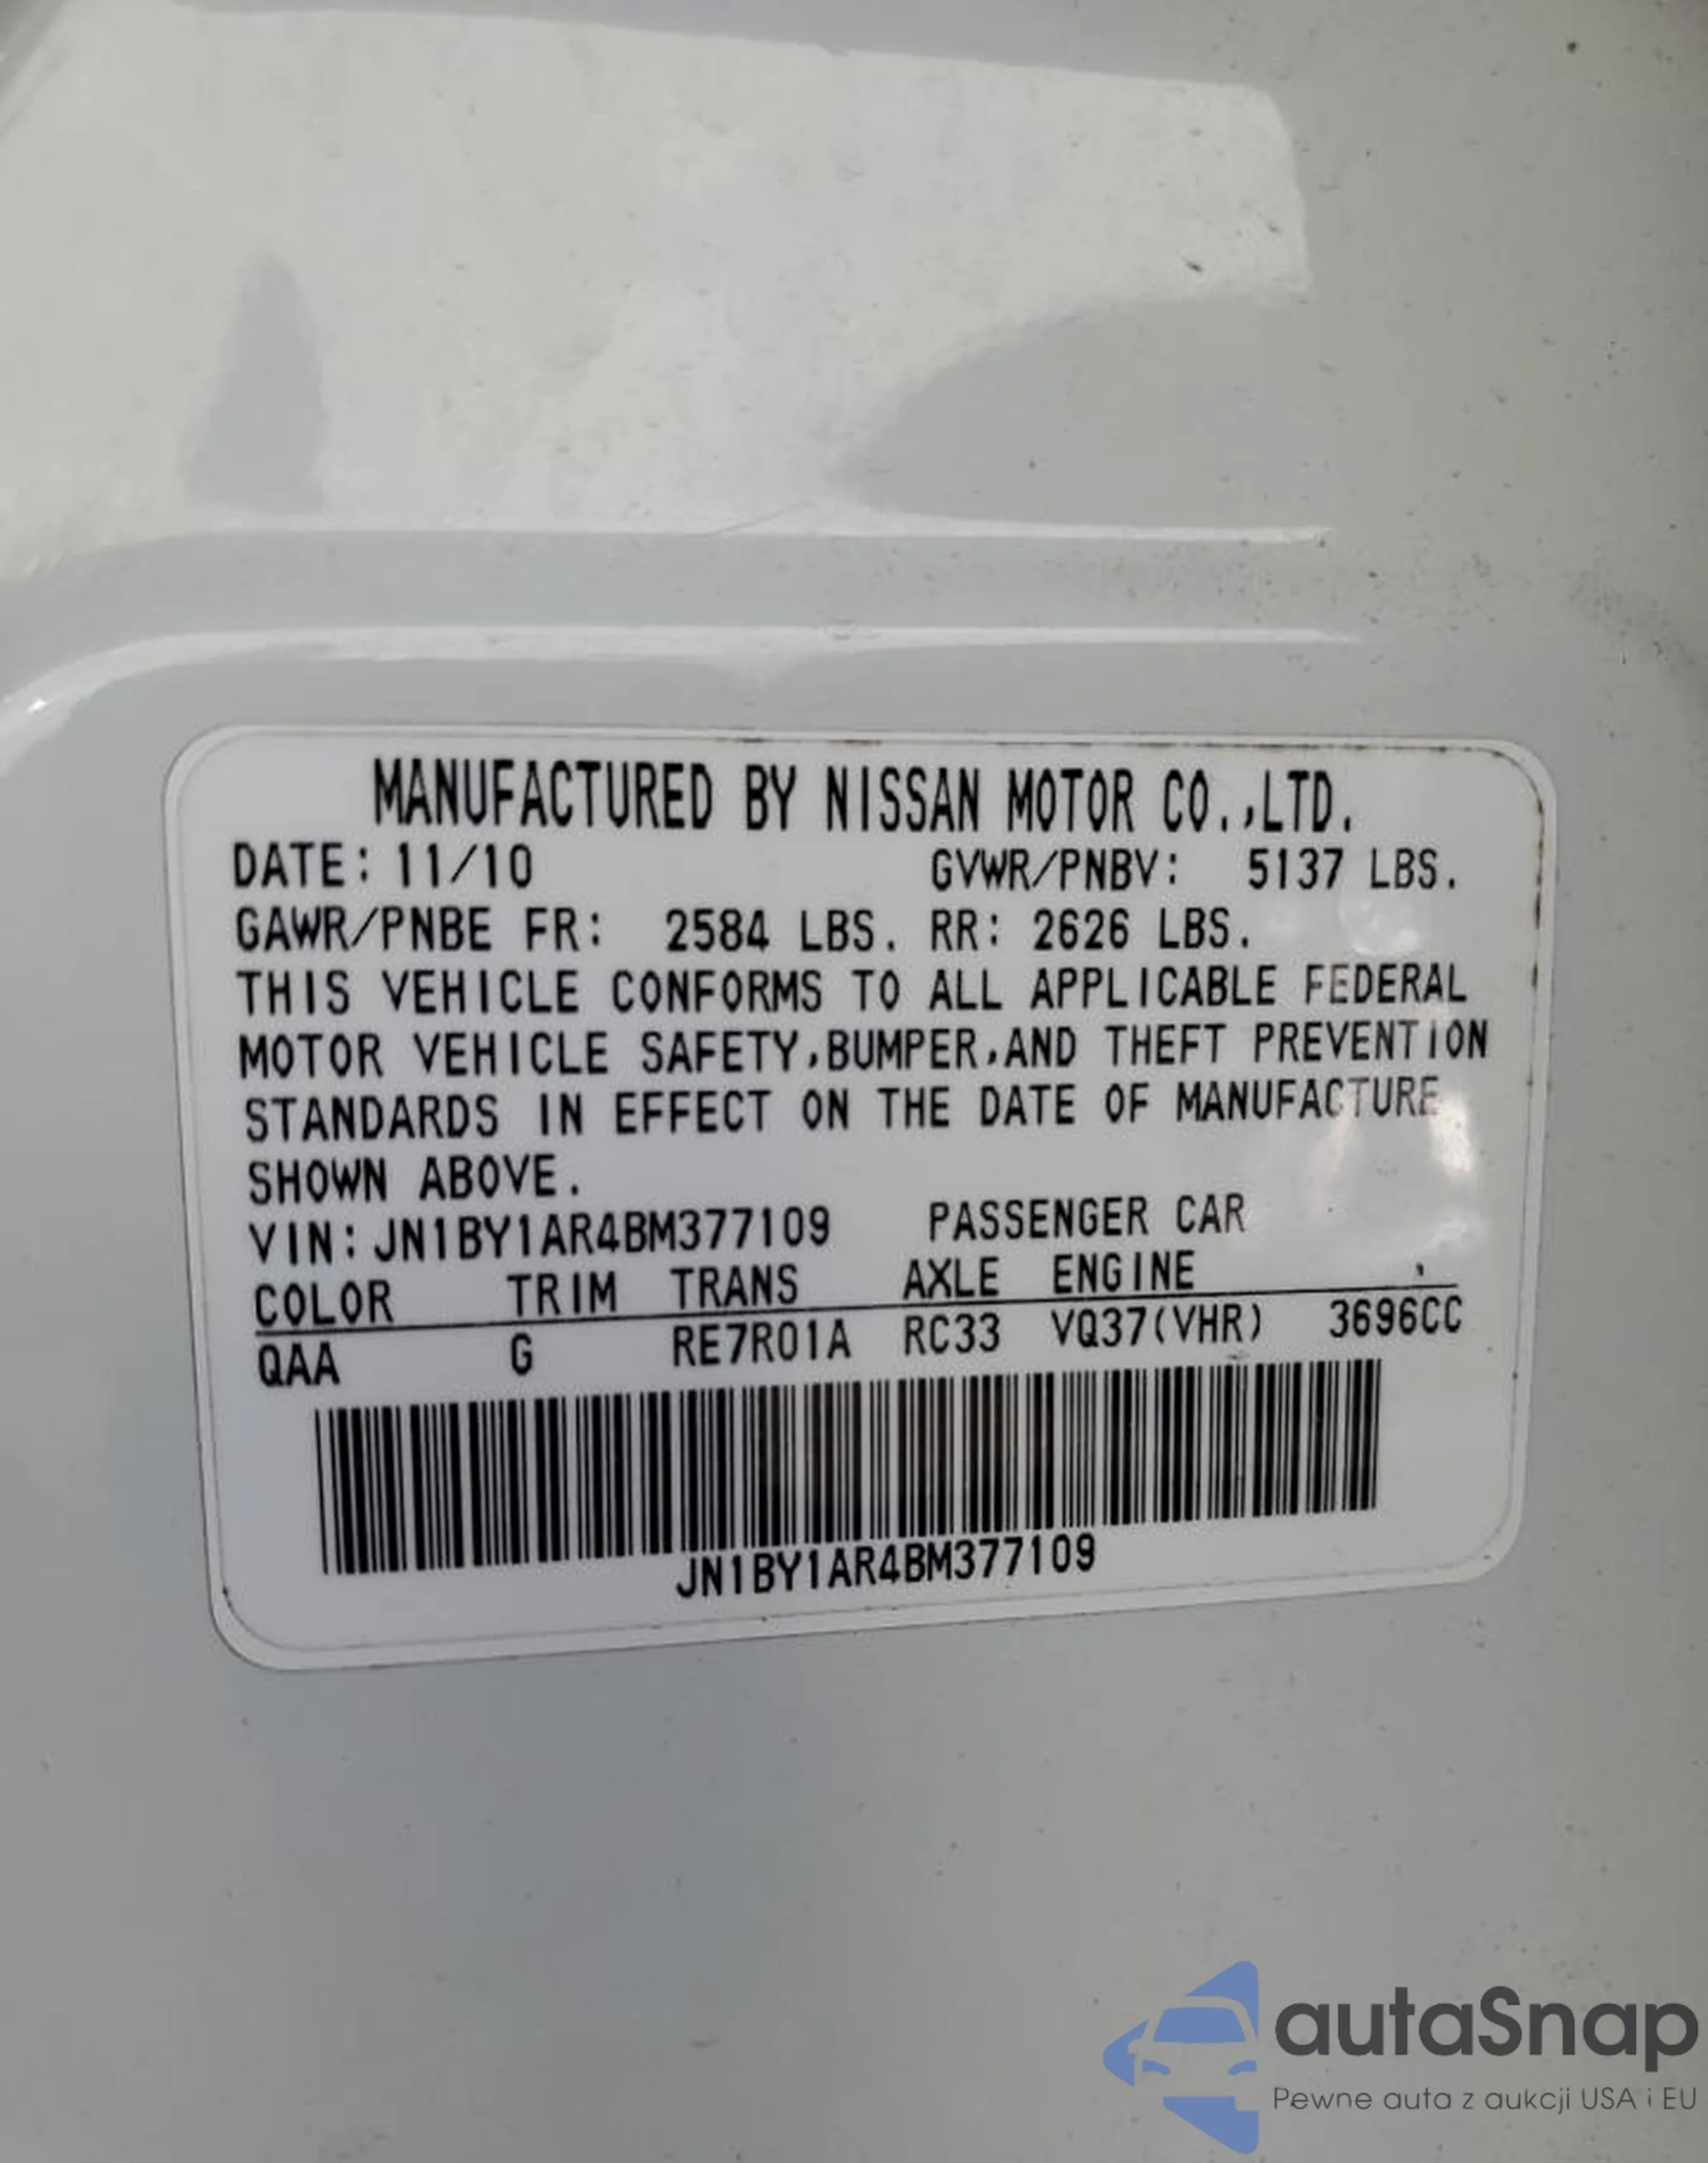 MANUFACTURED BY NISSAN MOTOR CO.,LTD.
DATE: 11/10 GVWR/PNBV: 5137 LBS.
GAWR/PNBE FR: 2584 LBS. RR: 2626 LBS.
THIS VEHICLE CONFORMS TO ALL APPLICABLE FEDERAL
MOTOR VEHICLE SAFETY,BUMPER,AND THEFT PREVENTION
STANDARDS IN EFFECT ON THE DATE OF MANUFACTURE
SHOWN ABOVE.
VIN: JN1BY1AR4BM377109 PASSENGER CAR
COLOR TRIM TRANS AXLE ENGINE
QAA G RE7R01A RC33 VQ37(VHR) 3696CC
JN1BY1AR4BM377109
autaSnap
Pewne auta z aukcji USA i EU